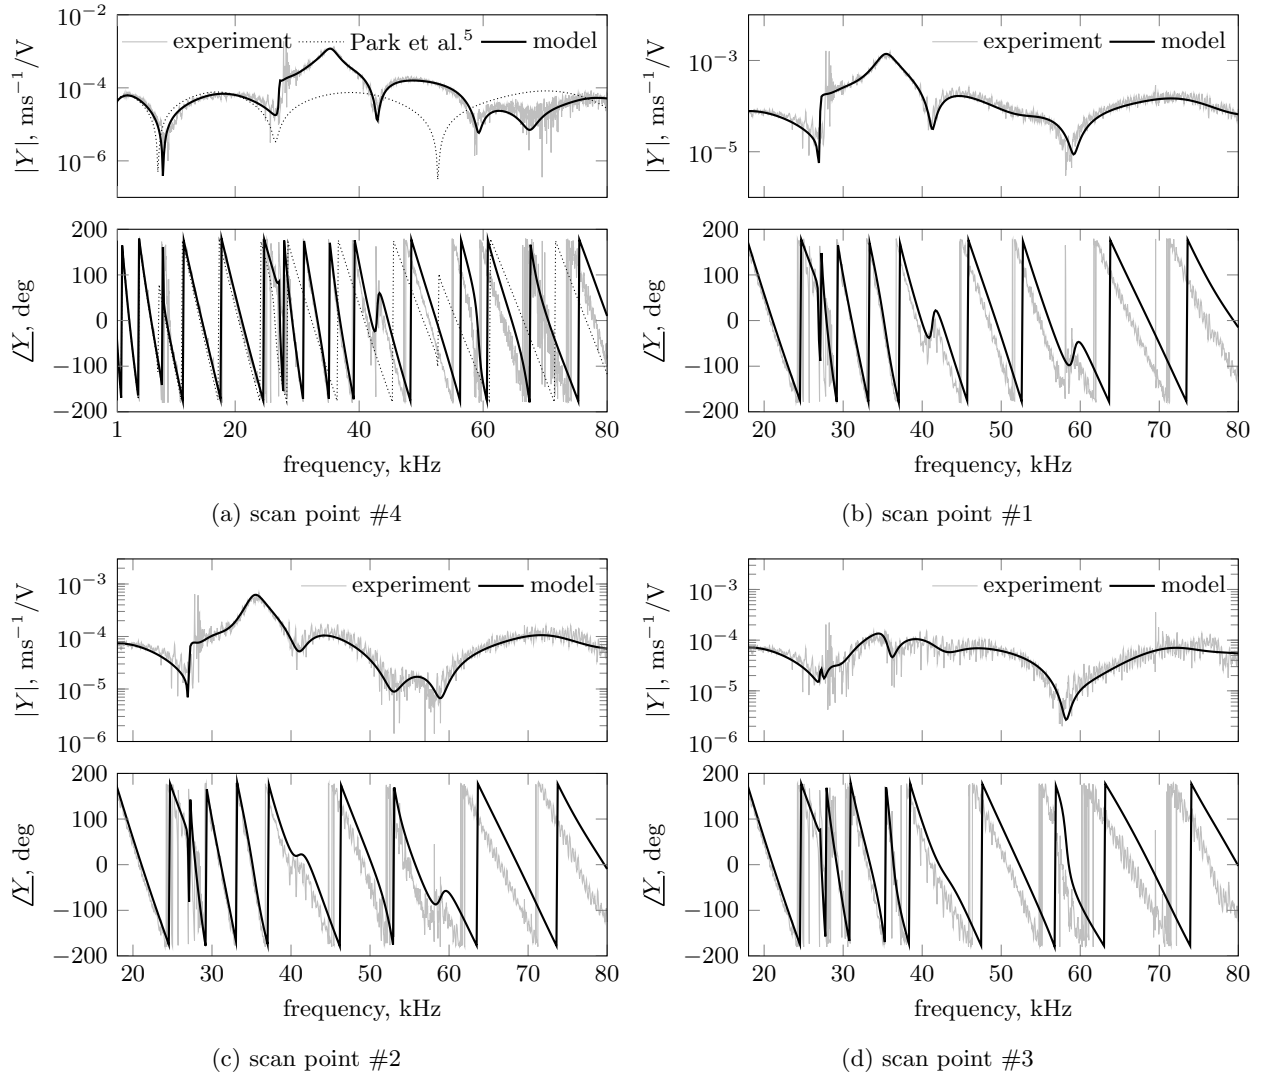 10⁻²
10⁻⁴
10⁻⁶
|Y|, ms⁻¹/V
experiment Park et al.⁵ model
200
100
0
−100
−200
∠Y, deg
1 20 40 60 80
frequency, kHz
(a) scan point #4
10⁻³
10⁻⁵
|Y|, ms⁻¹/V
experiment model
200
100
0
−100
−200
∠Y, deg
20 30 40 50 60 70 80
frequency, kHz
(b) scan point #1
10⁻³
10⁻⁴
10⁻⁵
10⁻⁶
|Y|, ms⁻¹/V
experiment model
200
100
0
−100
−200
∠Y, deg
20 30 40 50 60 70 80
frequency, kHz
(c) scan point #2
10⁻³
10⁻⁴
10⁻⁵
10⁻⁶
|Y|, ms⁻¹/V
experiment model
200
100
0
−100
−200
∠Y, deg
20 30 40 50 60 70 80
frequency, kHz
(d) scan point #3